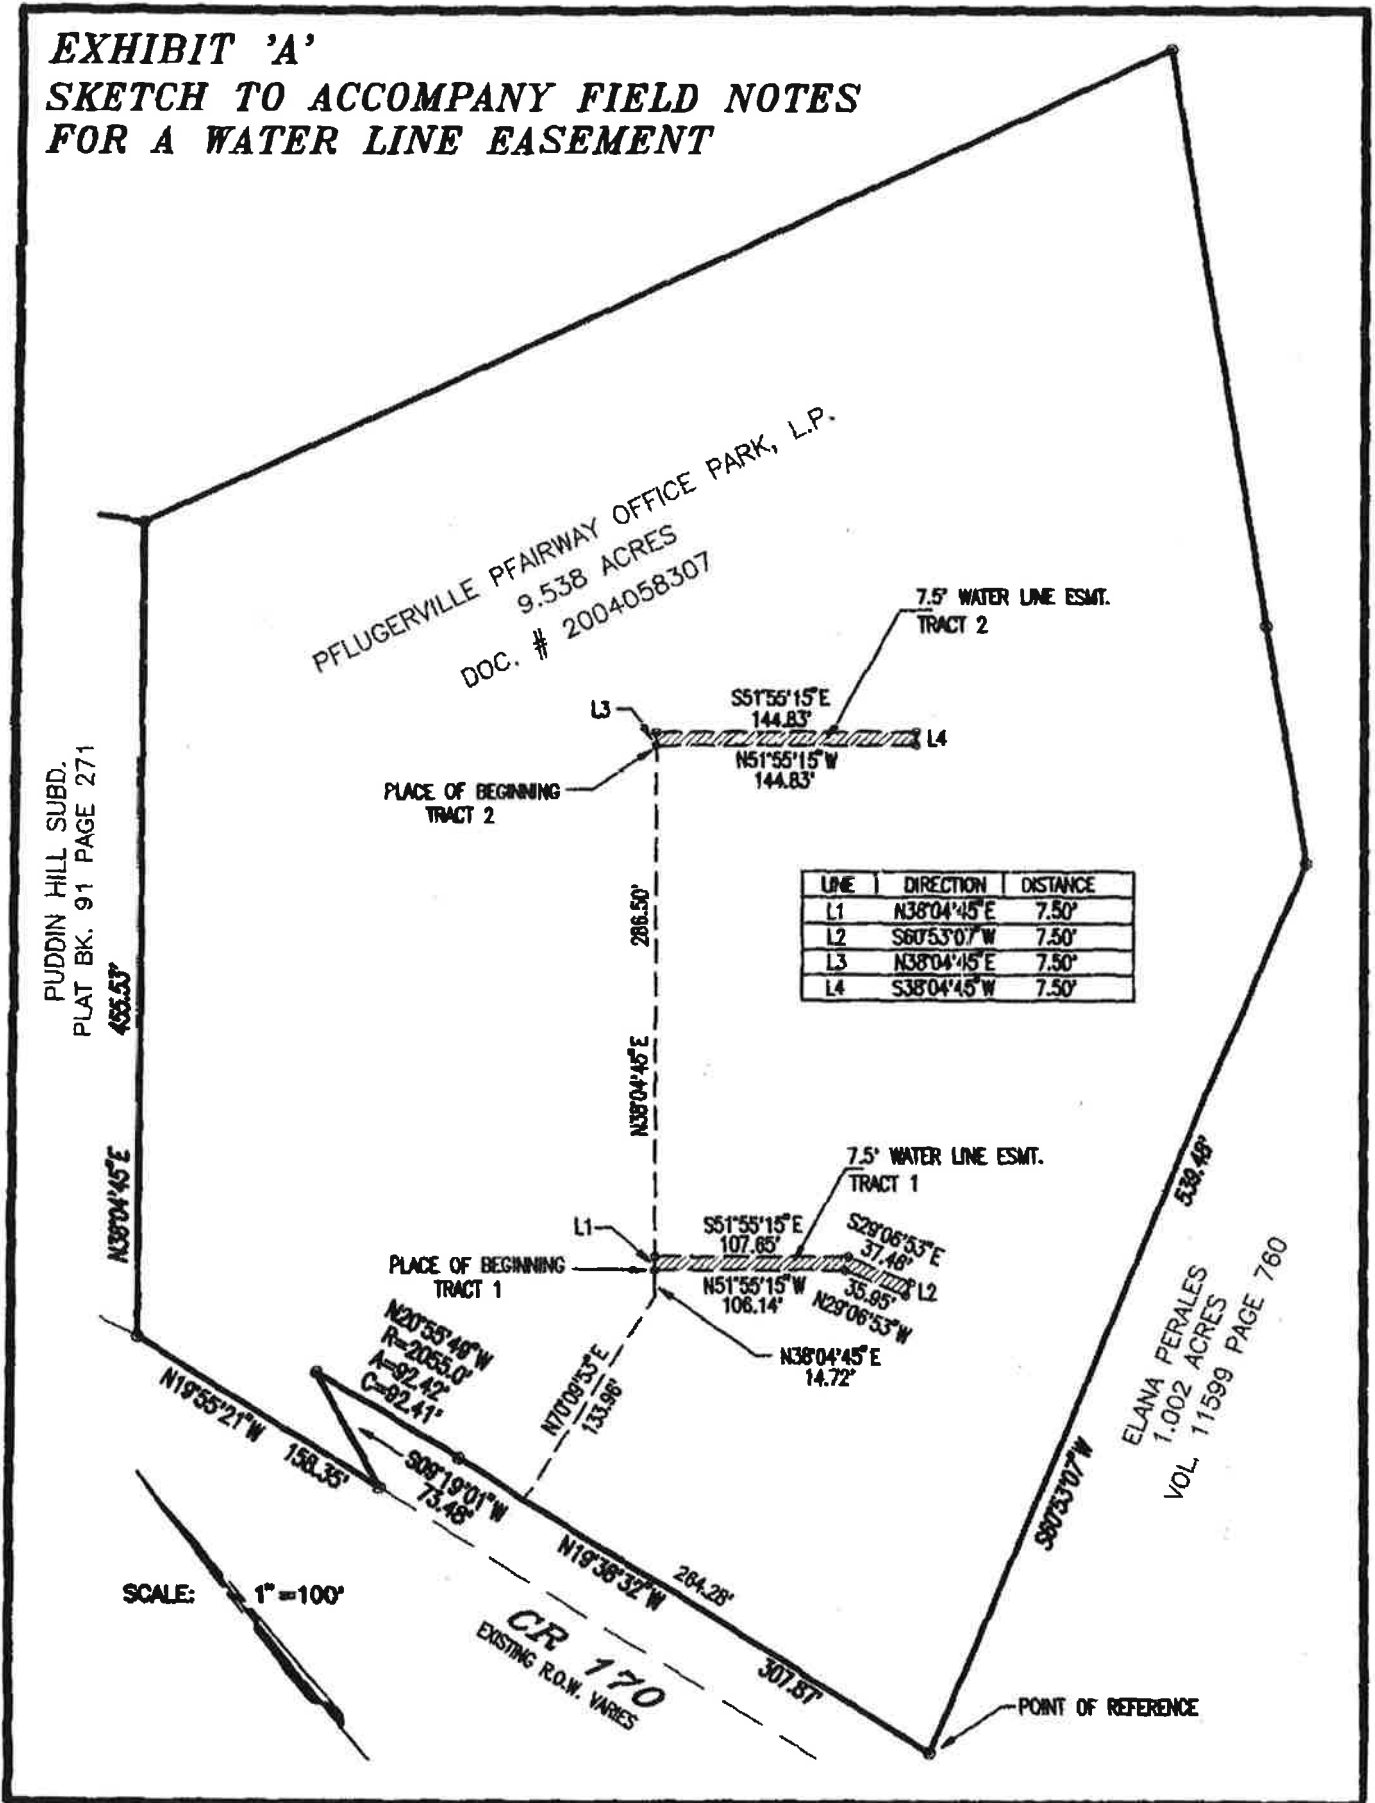 EXHIBIT 'A'
SKETCH TO ACCOMPANY FIELD NOTES
FOR A WATER LINE EASEMENT
PFLUGERVILLE PFAIRWAY OFFICE PARK, L.P.
9.538 ACRES
DOC. # 2004058307
7.5' WATER LINE ESMT.
TRACT 2
L3
S51°55'15"E
144.83'
L4
N51°55'15"W
144.83'
PLACE OF BEGINNING
TRACT 2
PUDDIN HILL SUBD.
PLAT BK. 91 PAGE 271
N38°04'45"E
455.53'
N38°04'45"E
286.50'
LINE DIRECTION DISTANCE
L1 N38°04'45"E 7.50'
L2 S60°53'07"W 7.50'
L3 N38°04'45"E 7.50'
L4 S38°04'45"W 7.50'
7.5' WATER LINE ESMT.
TRACT 1
L1
S51°55'15"E
107.65'
S29°06'53"E
37.46'
PLACE OF BEGINNING
TRACT 1
N51°55'15"W
106.14'
35.95'
N29°06'53"W
L2
N38°04'45"E
14.72'
N20°55'49"W
R=2055.0'
A=92.42'
C=92.41'
N70°09'53"E
133.96'
N19°55'21"W
158.35'
S09°19'01"W
73.48'
N19°38'32"W
264.28'
307.87'
S60°53'07"W
539.48'
ELANA PERALES
1.002 ACRES
VOL. 11599 PAGE 760
SCALE: 1"=100'
CR 170
EXISTING R.O.W. VARIES
POINT OF REFERENCE